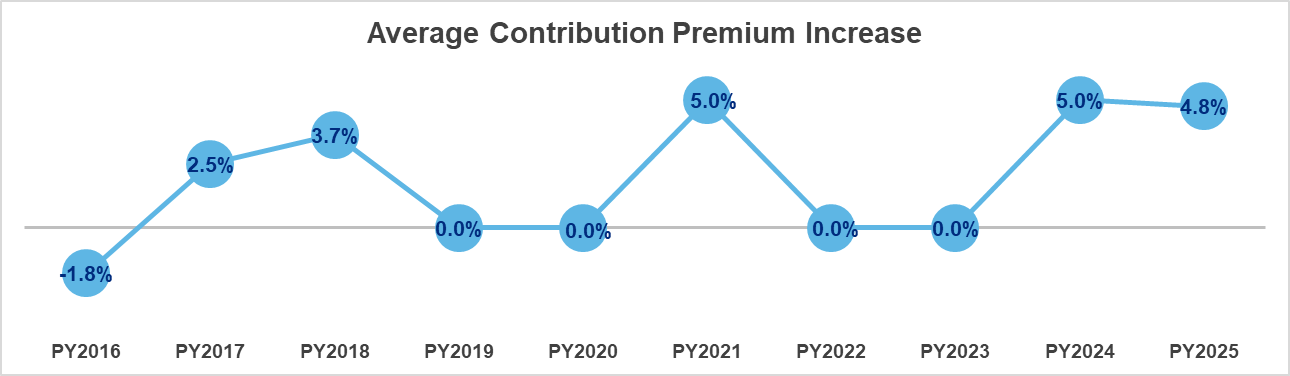 Average Contribution Premium Increase
-1.8% 2.5% 3.7% 0.0% 0.0% 5.0% 0.0% 0.0% 5.0% 4.8%
PY2016 PY2017 PY2018 PY2019 PY2020 PY2021 PY2022 PY2023 PY2024 PY2025